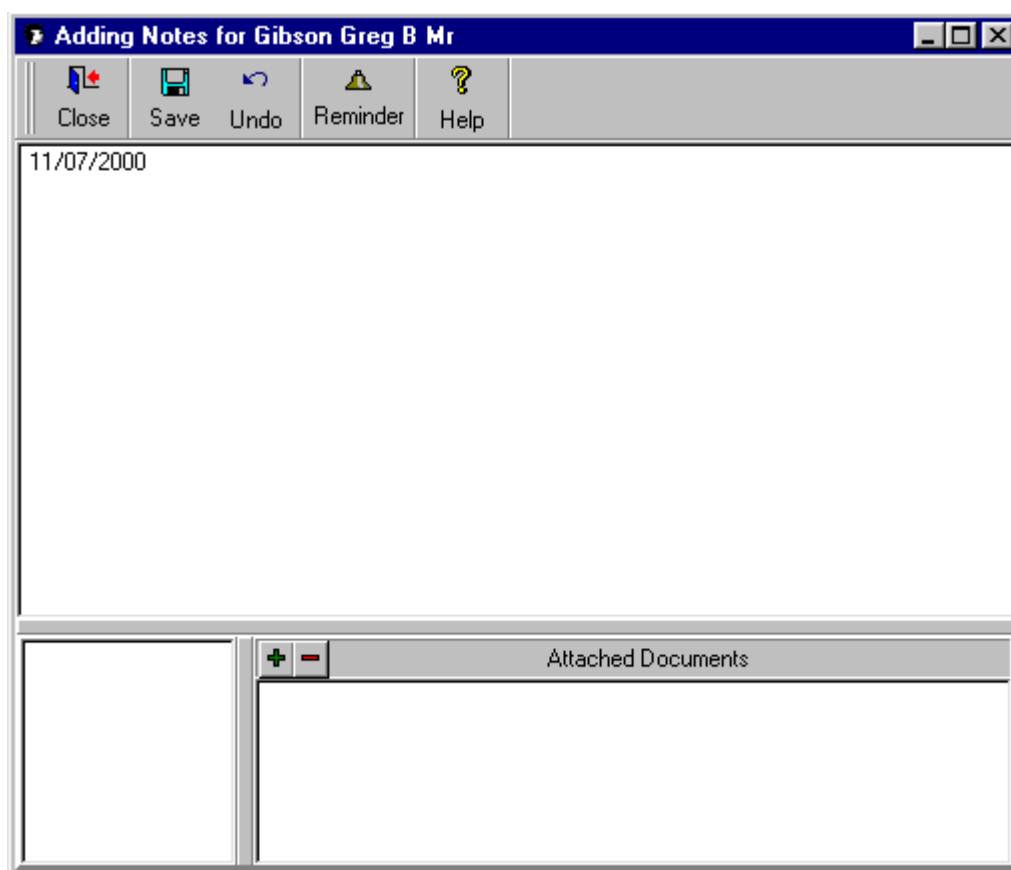 Adding Notes for Gibson Greg B Mr
Close Save Undo Reminder Help
11/07/2000
Attached Documents